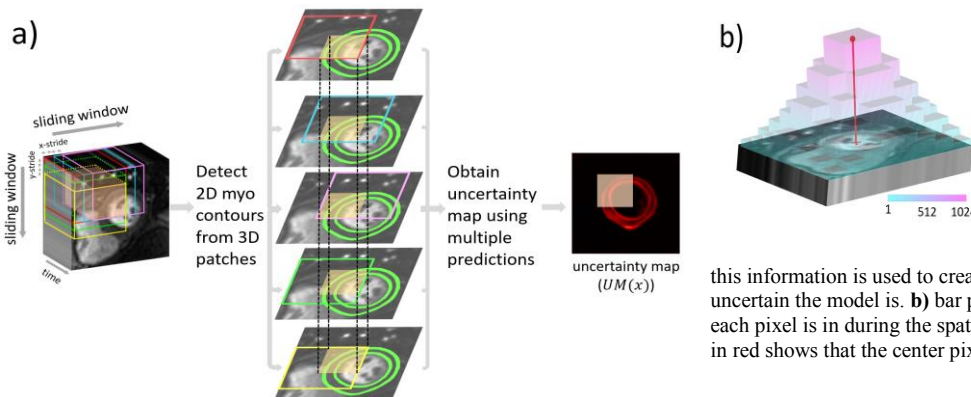 a)
sliding window
x-stride
y-stride
sliding window
time
Detect
2D myo
contours
from 3D
patches
Obtain
uncertainty
map using
multiple
predictions
uncertainty map
(UM(x))
b)
1 512 1024
this information is used to crea
uncertain the model is. b) bar p
each pixel is in during the spat
in red shows that the center pix